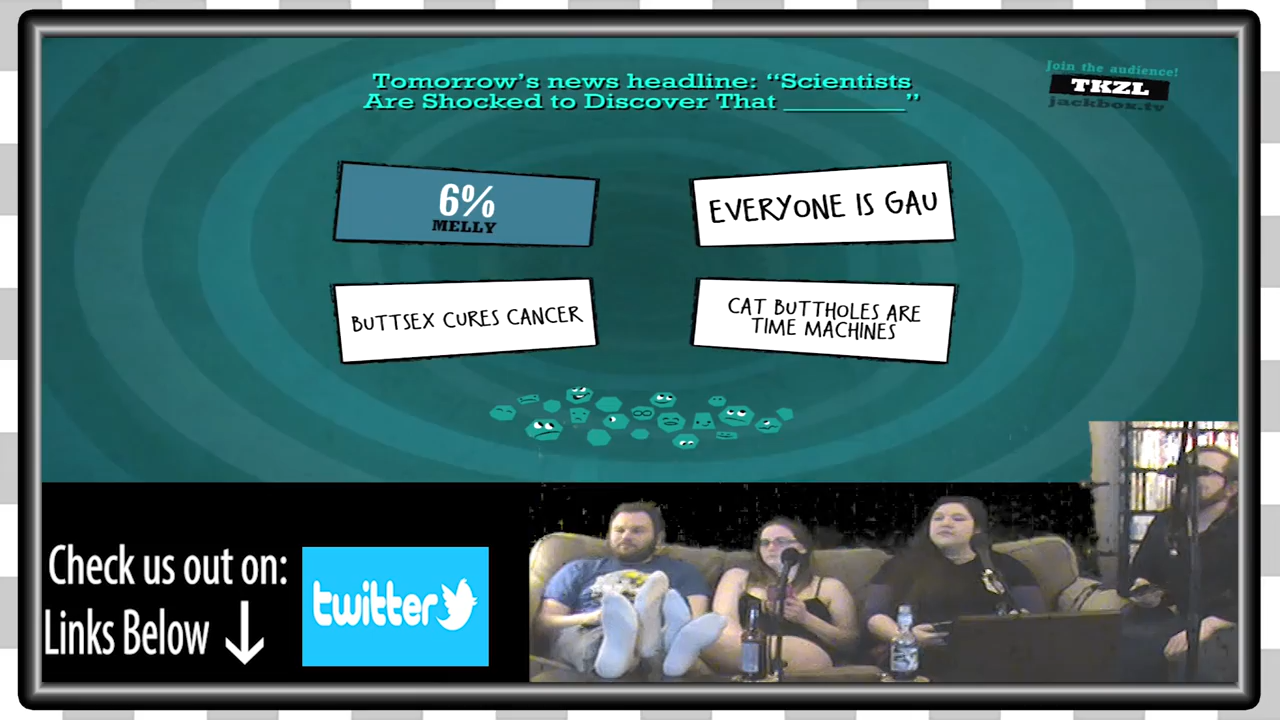 Tomorrow's news headline: “Scientists
Are Shocked to Discover That ________”
Join the audience!
TKZL
jackbox.tv
6%
MELLY
EVERYONE IS GAU
BUTTSEX CURES CANCER
CAT BUTTHOLES ARE
TIME MACHINES
Check us out on:
Links Below
twitter